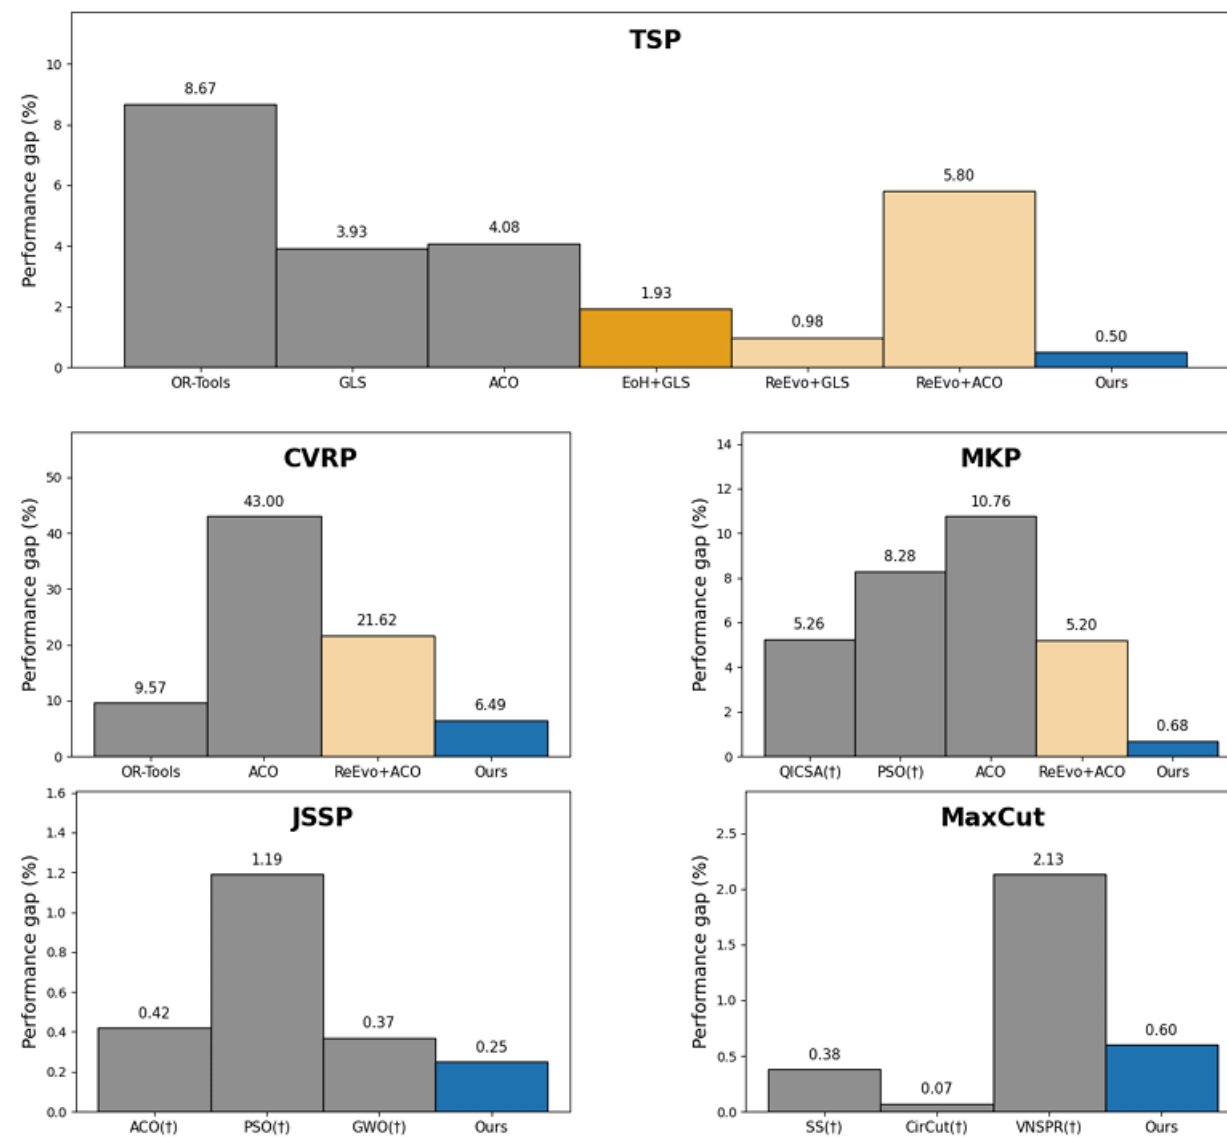 TSP
Performance gap (%)
10
8
6
4
2
0
8.67
3.93
4.08
1.93
0.98
5.80
0.50
OR-Tools
GLS
ACO
EoH+GLS
ReEvo+GLS
ReEvo+ACO
Ours
CVRP
Performance gap (%)
50
40
30
20
10
0
9.57
43.00
21.62
6.49
OR-Tools
ACO
ReEvo+ACO
Ours
MKP
Performance gap (%)
14
12
10
8
6
4
2
0
5.26
8.28
10.76
5.20
0.68
QICSA(†)
PSO(†)
ACO
ReEvo+ACO
Ours
JSSP
Performance gap (%)
1.6
1.4
1.2
1.0
0.8
0.6
0.4
0.2
0.0
0.42
1.19
0.37
0.25
ACO(†)
PSO(†)
GWO(†)
Ours
MaxCut
Performance gap (%)
2.5
2.0
1.5
1.0
0.5
0.0
0.38
0.07
2.13
0.60
SS(†)
CirCut(†)
VNSPR(†)
Ours